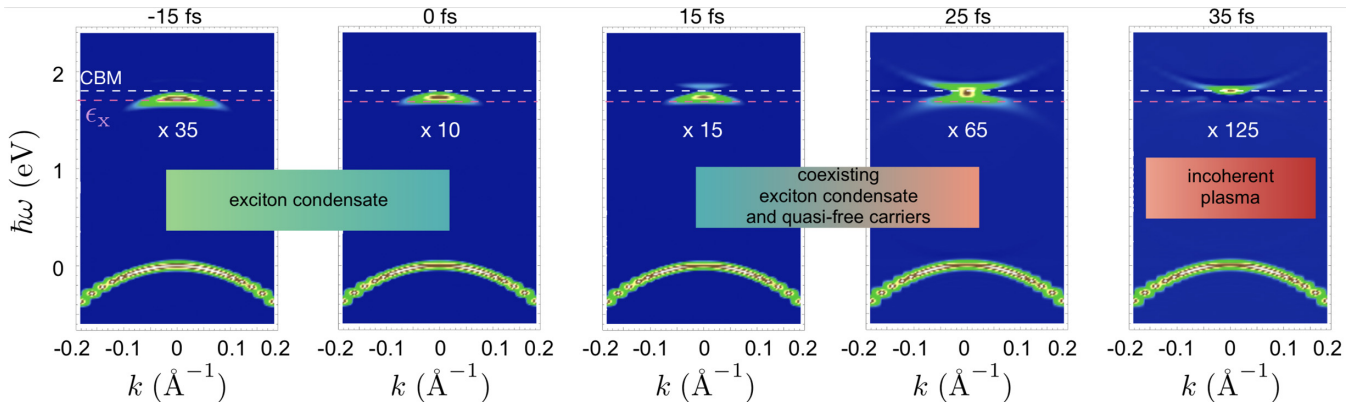 -15 fs
0 fs
15 fs
25 fs
35 fs
2
1
0
ħω (eV)
CBM
ϵx
x 35
x 10
x 15
x 65
x 125
exciton condensate
coexisting
exciton condensate
and quasi-free carriers
incoherent
plasma
-0.2 -0.1 0 0.1 0.2
-0.2 -0.1 0 0.1 0.2
-0.2 -0.1 0 0.1 0.2
-0.2 -0.1 0 0.1 0.2
-0.2 -0.1 0 0.1 0.2
k (Å⁻¹)
k (Å⁻¹)
k (Å⁻¹)
k (Å⁻¹)
k (Å⁻¹)